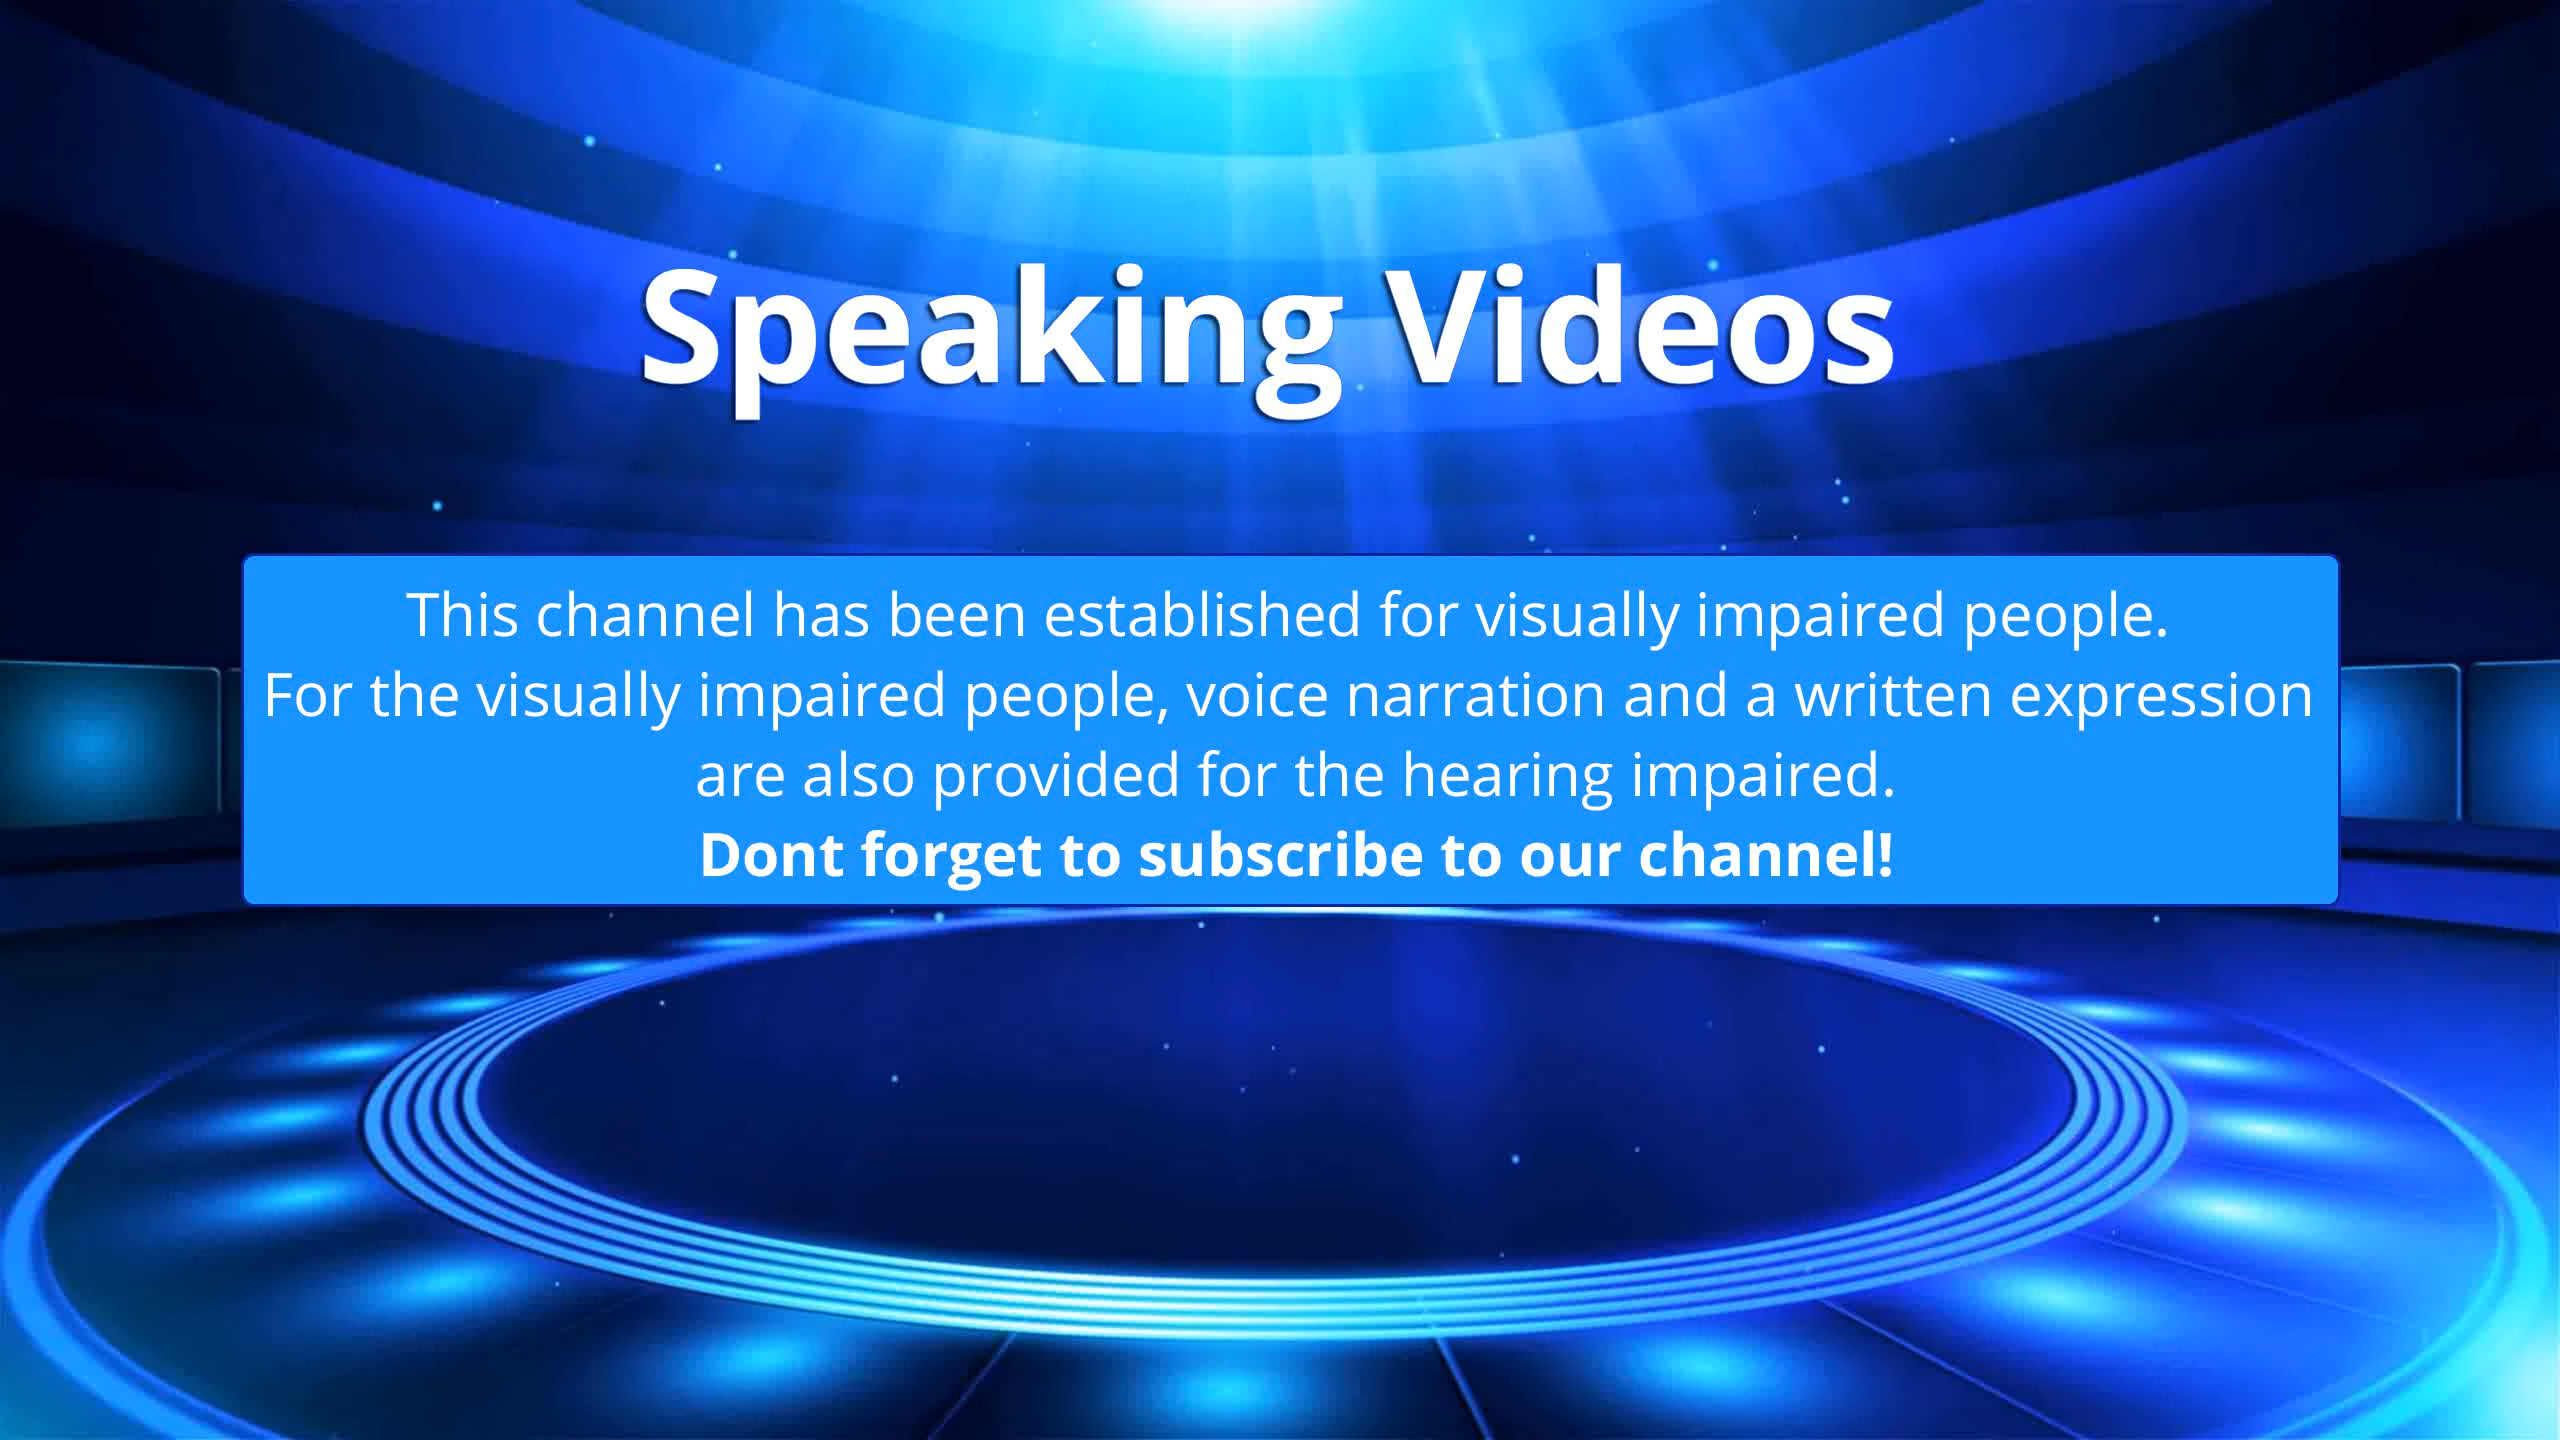 Speaking Videos
This channel has been established for visually impaired people.
For the visually impaired people, voice narration and a written expression
are also provided for the hearing impaired.
Dont forget to subscribe to our channel!